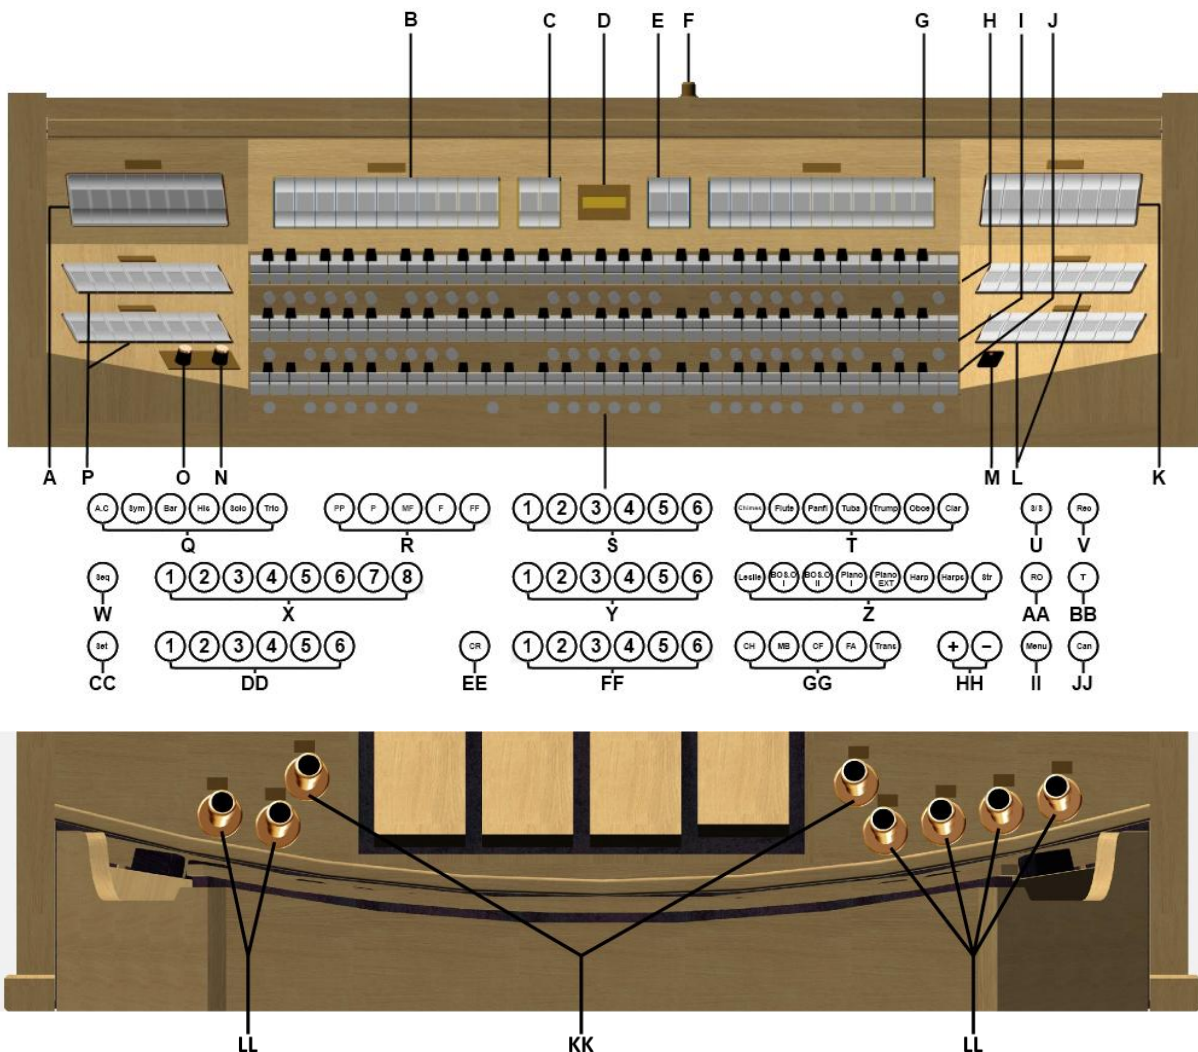 B C D E F G H I J
A P O N M L K
A.C Sym Bar His Solo Trio PP P MF F FF 1 2 3 4 5 6 Chimes Flute Panfl Tuba Trump Oboe Clar S/S Reo
Q R S T U V
Seq 1 2 3 4 5 6 7 8 1 2 3 4 5 6 Leslie BOS.O I BOS.O II Piano I Piano EXT Harp Harps Str RO T
W X Y Z AA BB
Set 1 2 3 4 5 6 CR 1 2 3 4 5 6 CH MB CF FA Trans + − Menu Can
CC DD EE FF GG HH II JJ
LL KK LL